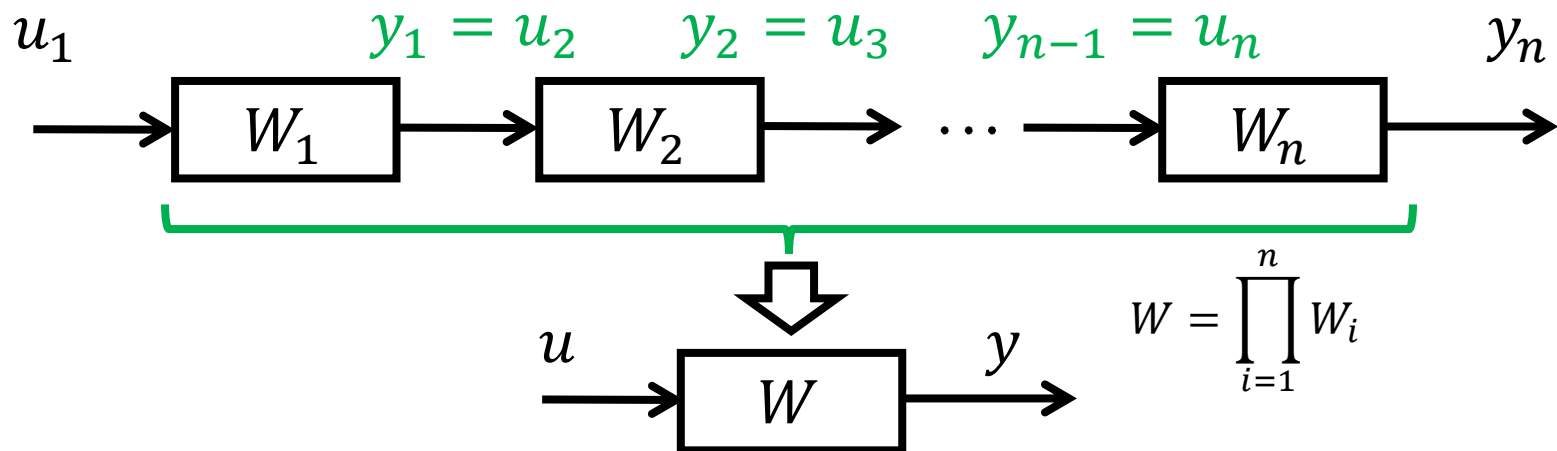 u₁ y₁ = u₂ y₂ = u₃ yₙ₋₁ = uₙ yₙ
W₁ W₂ ⋯ Wₙ
W = ∏ᵢ₌₁ⁿ Wᵢ
u y
W